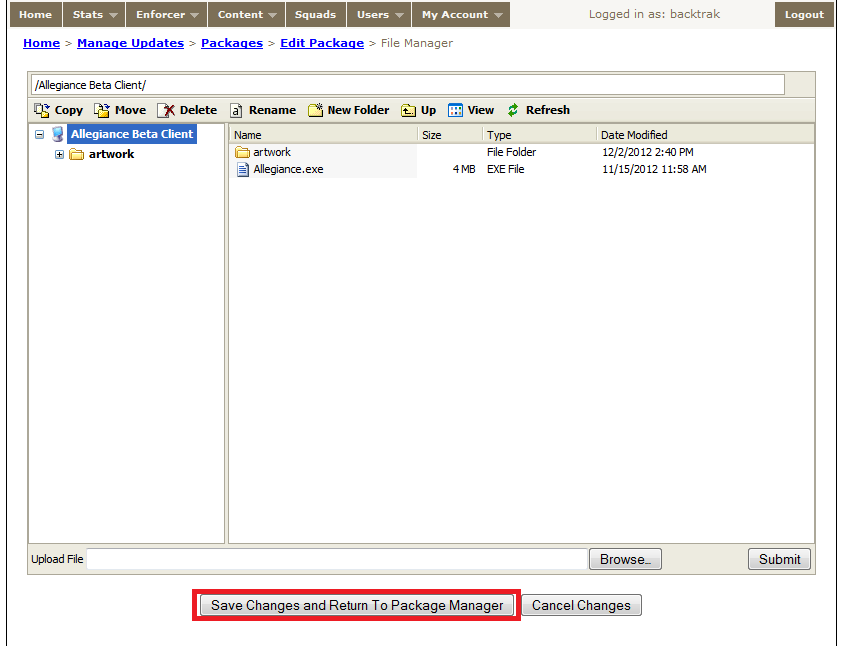 Home Stats Enforcer Content Squads Users My Account Logged in as: backtrak Logout
Home > Manage Updates > Packages > Edit Package > File Manager
/Allegiance Beta Client/
Copy Move Delete Rename New Folder Up View Refresh
Allegiance Beta Client
artwork
Name Size Type Date Modified
artwork File Folder 12/2/2012 2:40 PM
Allegiance.exe 4 MB EXE File 11/15/2012 11:58 AM
Upload File Browse... Submit
Save Changes and Return To Package Manager Cancel Changes